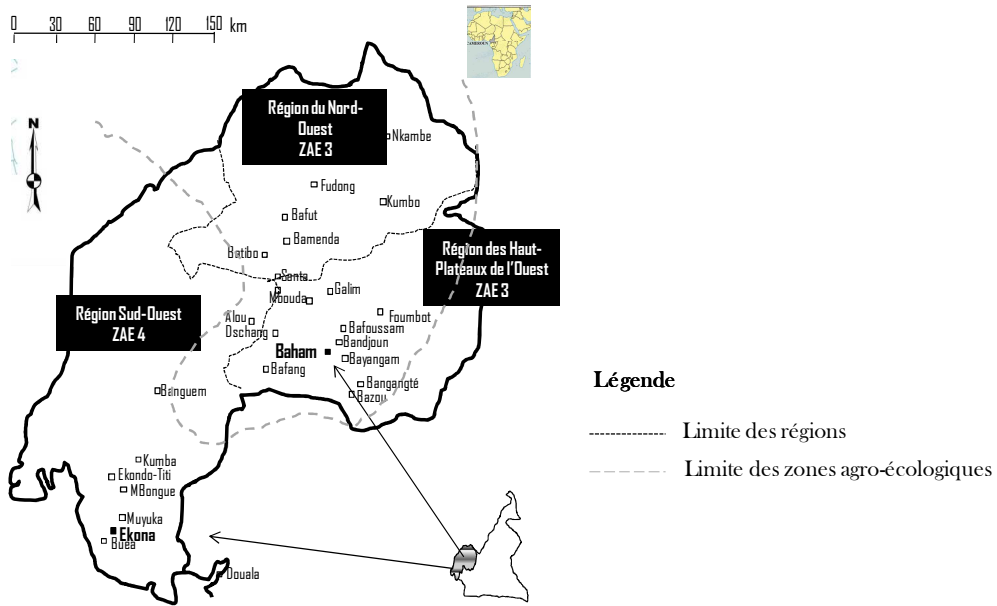 0 30 60 90 120 150 km
CAMEROUN
N
Région du Nord-
Ouest
ZAE 3
Nkambe
Fudong
Kumbo
Bafut
Bamenda
Batibo
Région des Haut-
Plateaux de l'Ouest
ZAE 3
Santa
Galim
Mbouda
Région Sud-Ouest
ZAE 4
Alou
Foumbot
Dschang
Bafoussam
Bandjoun
Baham
Bayangam
Bafang
Bangangté
Banguem
Bazou
Légende
Limite des régions
Limite des zones agro-écologiques
Kumba
Ekondo-Titi
MBongue
Muyuka
Ekona
Buea
Douala